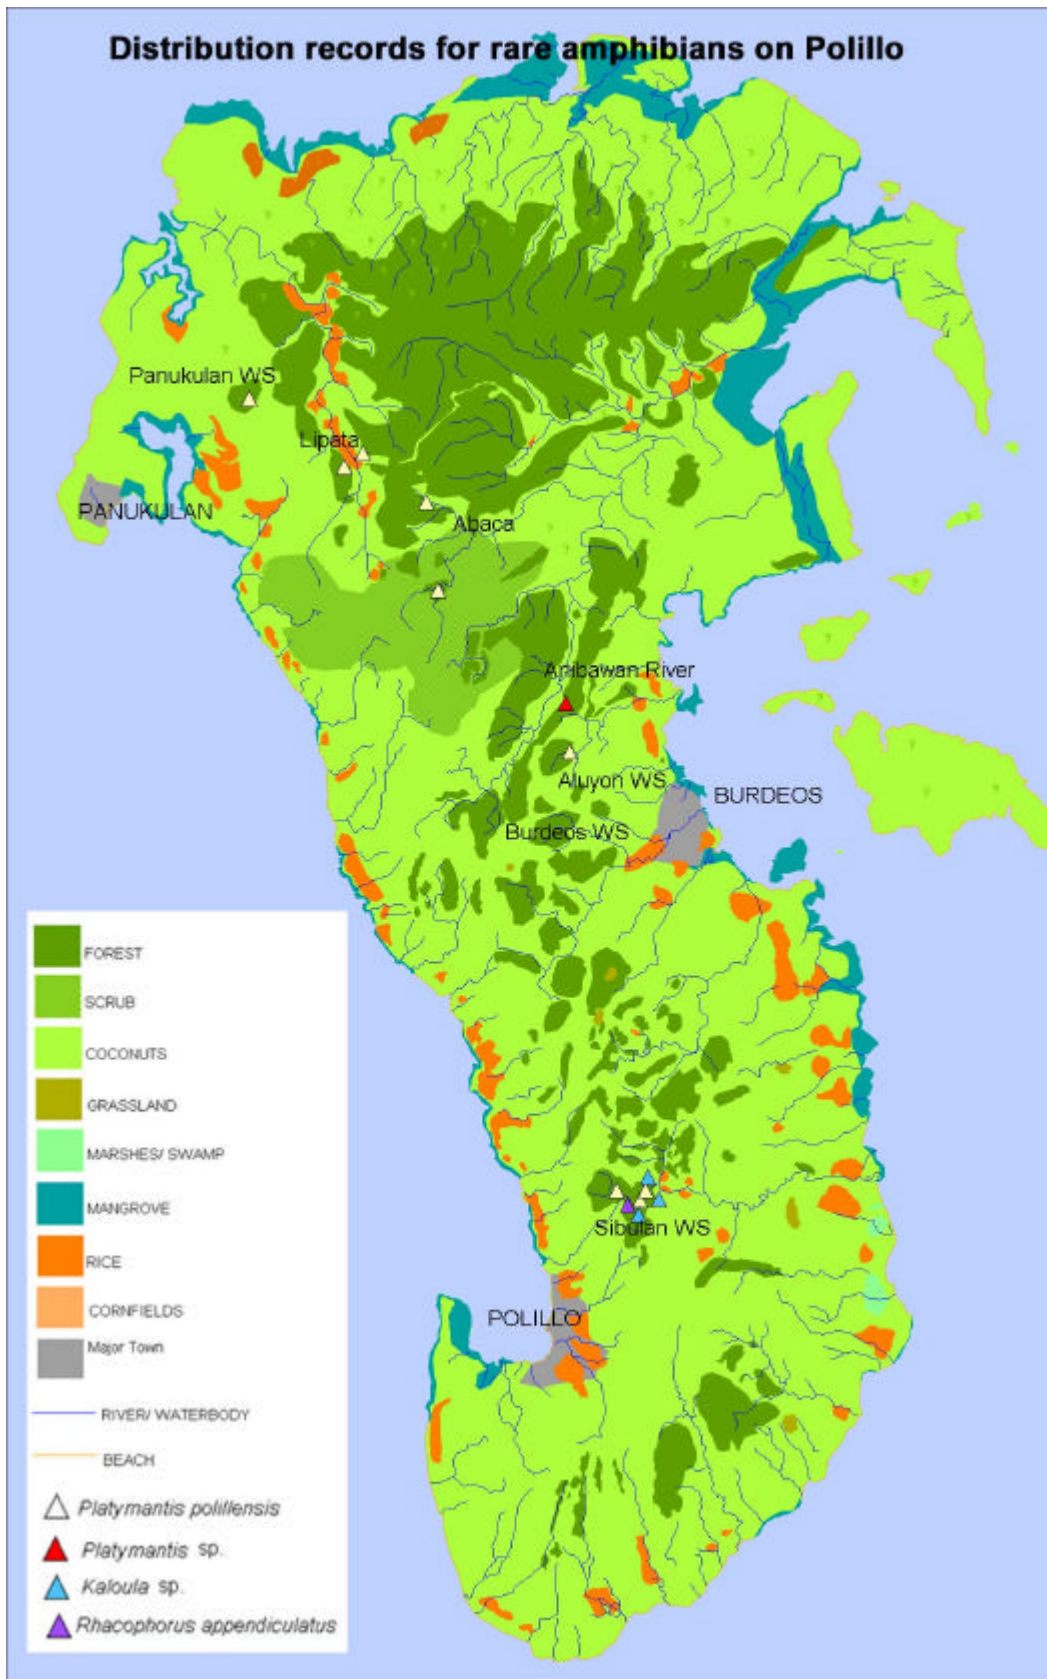 Distribution records for rare amphibians on Polillo
Panukulan WS
Lipata
PANUKULAN
Abaca
Anibawan River
Aluyon WS
BURDEOS
Burdeos WS
Sibulan WS
POLILLO
FOREST
SCRUB
COCONUTS
GRASSLAND
MARSHES/ SWAMP
MANGROVE
RICE
CORNFIELDS
Major Town
RIVER/ WATERBODY
BEACH
Platymantis polillensis
Platymantis sp.
Kaloula sp.
Rhacophorus appendiculatus